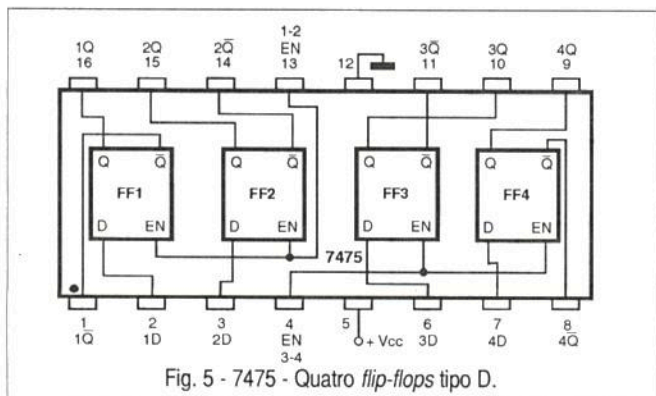 1-2
1Q 2Q 2Q̅ EN 3Q̅ 3Q 4Q
16 15 14 13 12 11 10 9
Q Q̅ Q Q̅ Q Q̅ Q Q̅
FF1 FF2 FF3 FF4
D EN D EN D EN D EN
7475
1 2 3 4 5 6 7 8
1Q̅ 1D 2D EN + Vcc 3D 4D 4Q̅
3-4
Fig. 5 - 7475 - Quatro flip-flops tipo D.